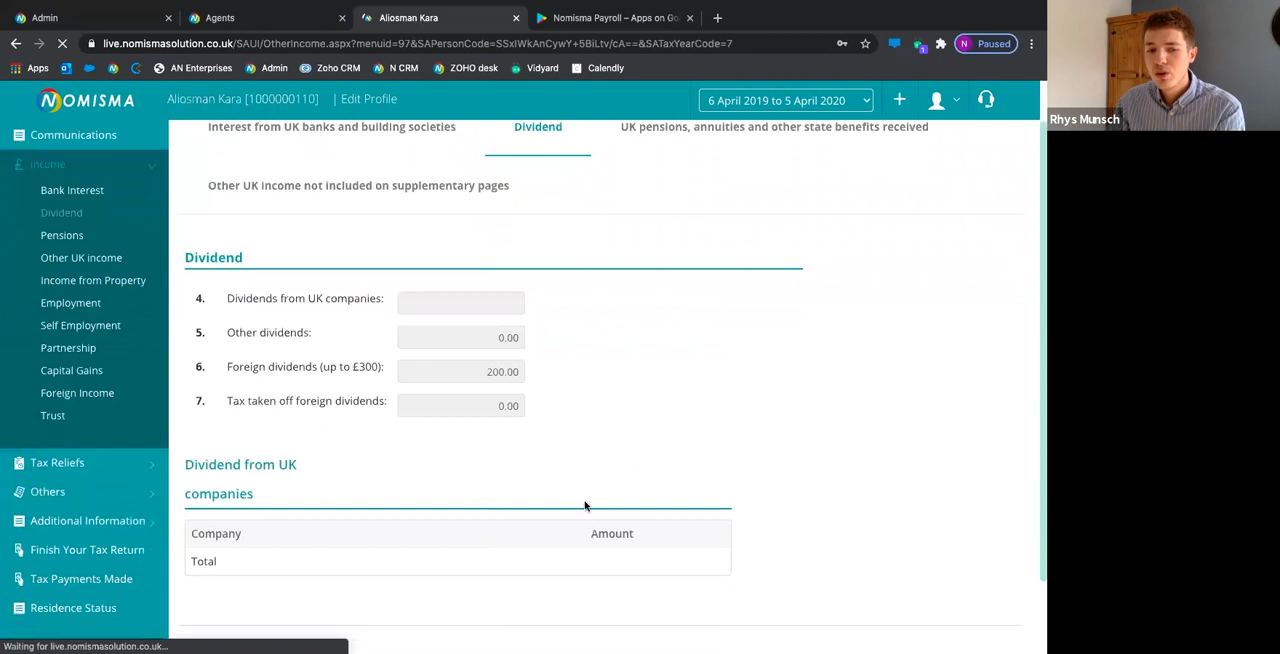 Admin
Agents
Aliosman Kara
Nomisma Payroll – Apps on Go
live.nomismasolution.co.uk/SAUI/OtherIncome.aspx?menuid=97&SAPersonCode=SSxIWkAnCywY+5BiLtv/cA==&SATaxYearCode=7
N Paused
Apps
AN Enterprises
Admin
Zoho CRM
N CRM
ZOHO desk
Vidyard
Calendly
NOMISMA
Aliosman Kara [1000000110] | Edit Profile
6 April 2019 to 5 April 2020
Rhys Munsch
Communications
Income
Bank Interest
Dividend
Pensions
Other UK income
Income from Property
Employment
Self Employment
Partnership
Capital Gains
Foreign Income
Trust
Tax Reliefs
Others
Additional Information
Finish Your Tax Return
Tax Payments Made
Residence Status
Interest from UK banks and building societies
Dividend
UK pensions, annuities and other state benefits received
Other UK income not included on supplementary pages
Dividend
4. Dividends from UK companies:
5. Other dividends: 0.00
6. Foreign dividends (up to £300): 200.00
7. Tax taken off foreign dividends: 0.00
Dividend from UK
companies
Company Amount
Total
Waiting for live.nomismasolution.co.uk...